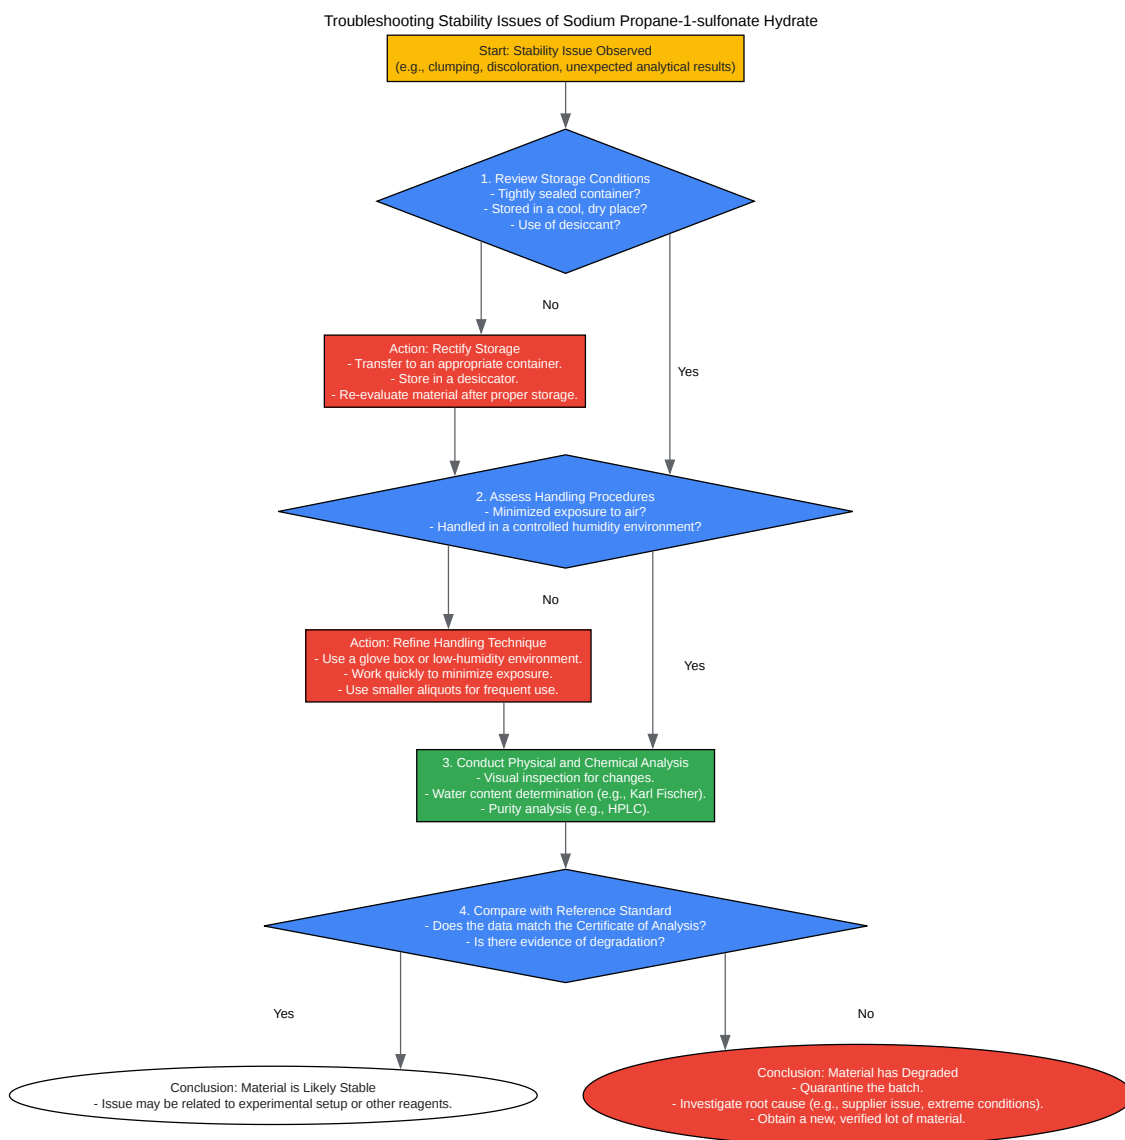 Troubleshooting Stability Issues of Sodium Propane-1-sulfonate Hydrate
Start: Stability Issue Observed
(e.g., clumping, discoloration, unexpected analytical results)
1. Review Storage Conditions
- Tightly sealed container?
- Stored in a cool, dry place?
- Use of desiccant?
No
Action: Rectify Storage
- Transfer to an appropriate container.
- Store in a desiccator.
- Re-evaluate material after proper storage.
Yes
2. Assess Handling Procedures
- Minimized exposure to air?
- Handled in a controlled humidity environment?
No
Action: Refine Handling Technique
- Use a glove box or low-humidity environment.
- Work quickly to minimize exposure.
- Use smaller aliquots for frequent use.
Yes
3. Conduct Physical and Chemical Analysis
- Visual inspection for changes.
- Water content determination (e.g., Karl Fischer).
- Purity analysis (e.g., HPLC).
4. Compare with Reference Standard
- Does the data match the Certificate of Analysis?
- Is there evidence of degradation?
Yes
No
Conclusion: Material is Likely Stable
- Issue may be related to experimental setup or other reagents.
Conclusion: Material has Degraded
- Quarantine the batch.
- Investigate root cause (e.g., supplier issue, extreme conditions).
- Obtain a new, verified lot of material.